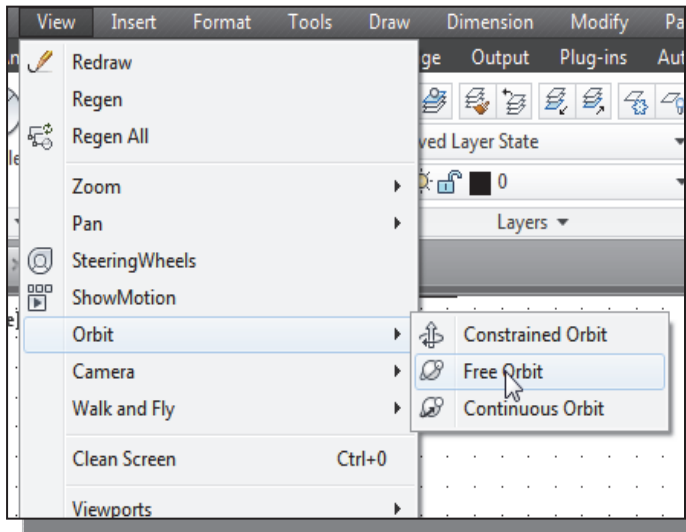 View Insert Format Tools Draw Dimension Modify Pa
ge Output Plug-ins Aut
Redraw
Regen
Regen All
ved Layer State
Zoom
0
Pan
Layers
SteeringWheels
ShowMotion
Orbit
Constrained Orbit
Camera
Free Orbit
Walk and Fly
Continuous Orbit
Clean Screen Ctrl+0
Viewports